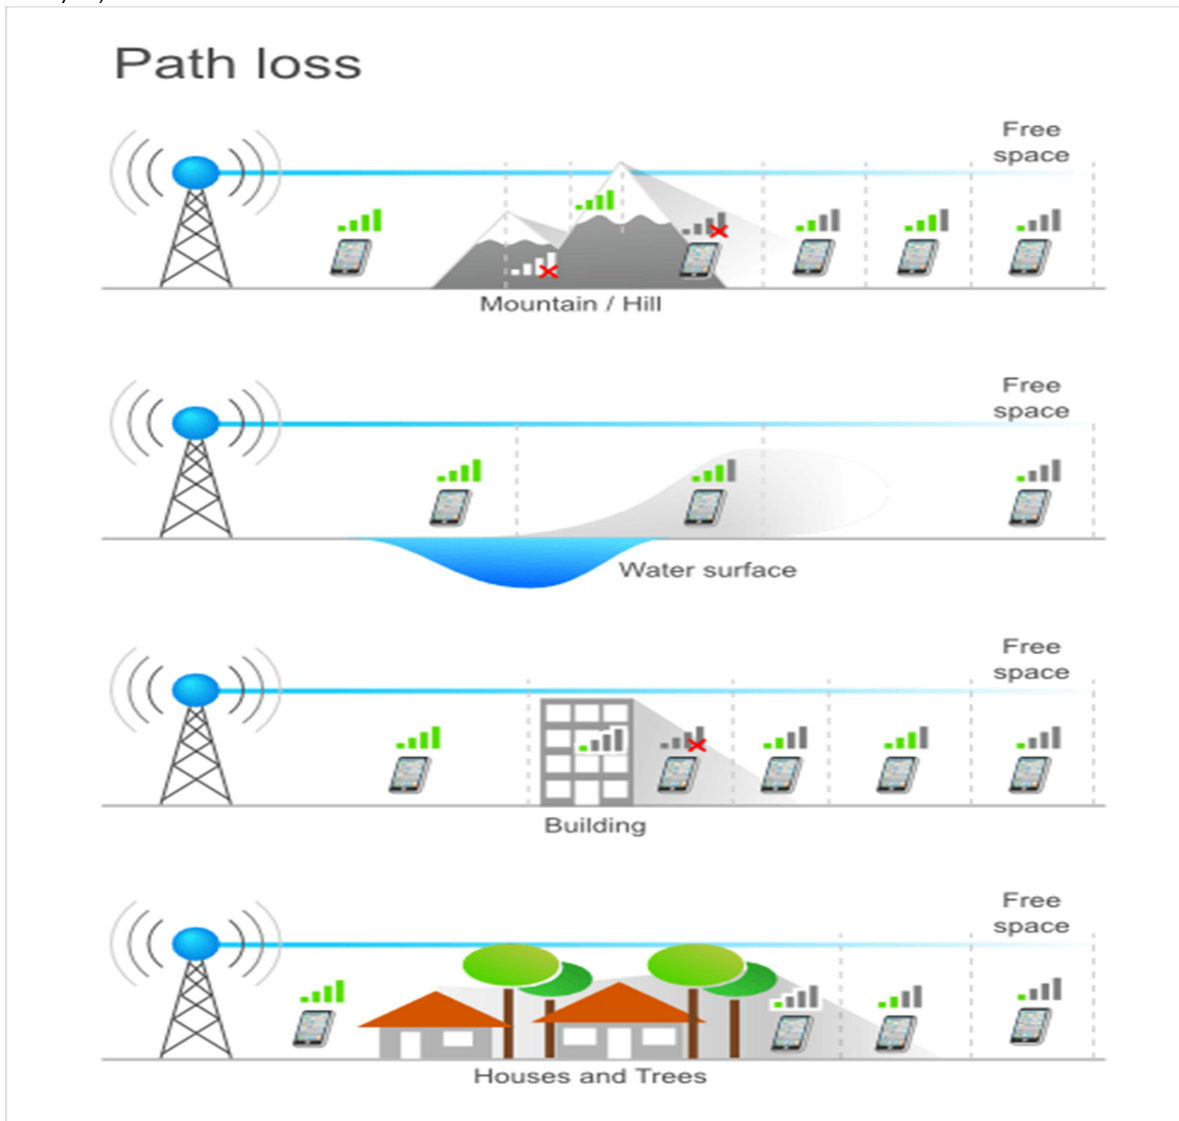 Path loss
Free
space
Mountain / Hill
Free
space
Water surface
Free
space
Building
Free
space
Houses and Trees